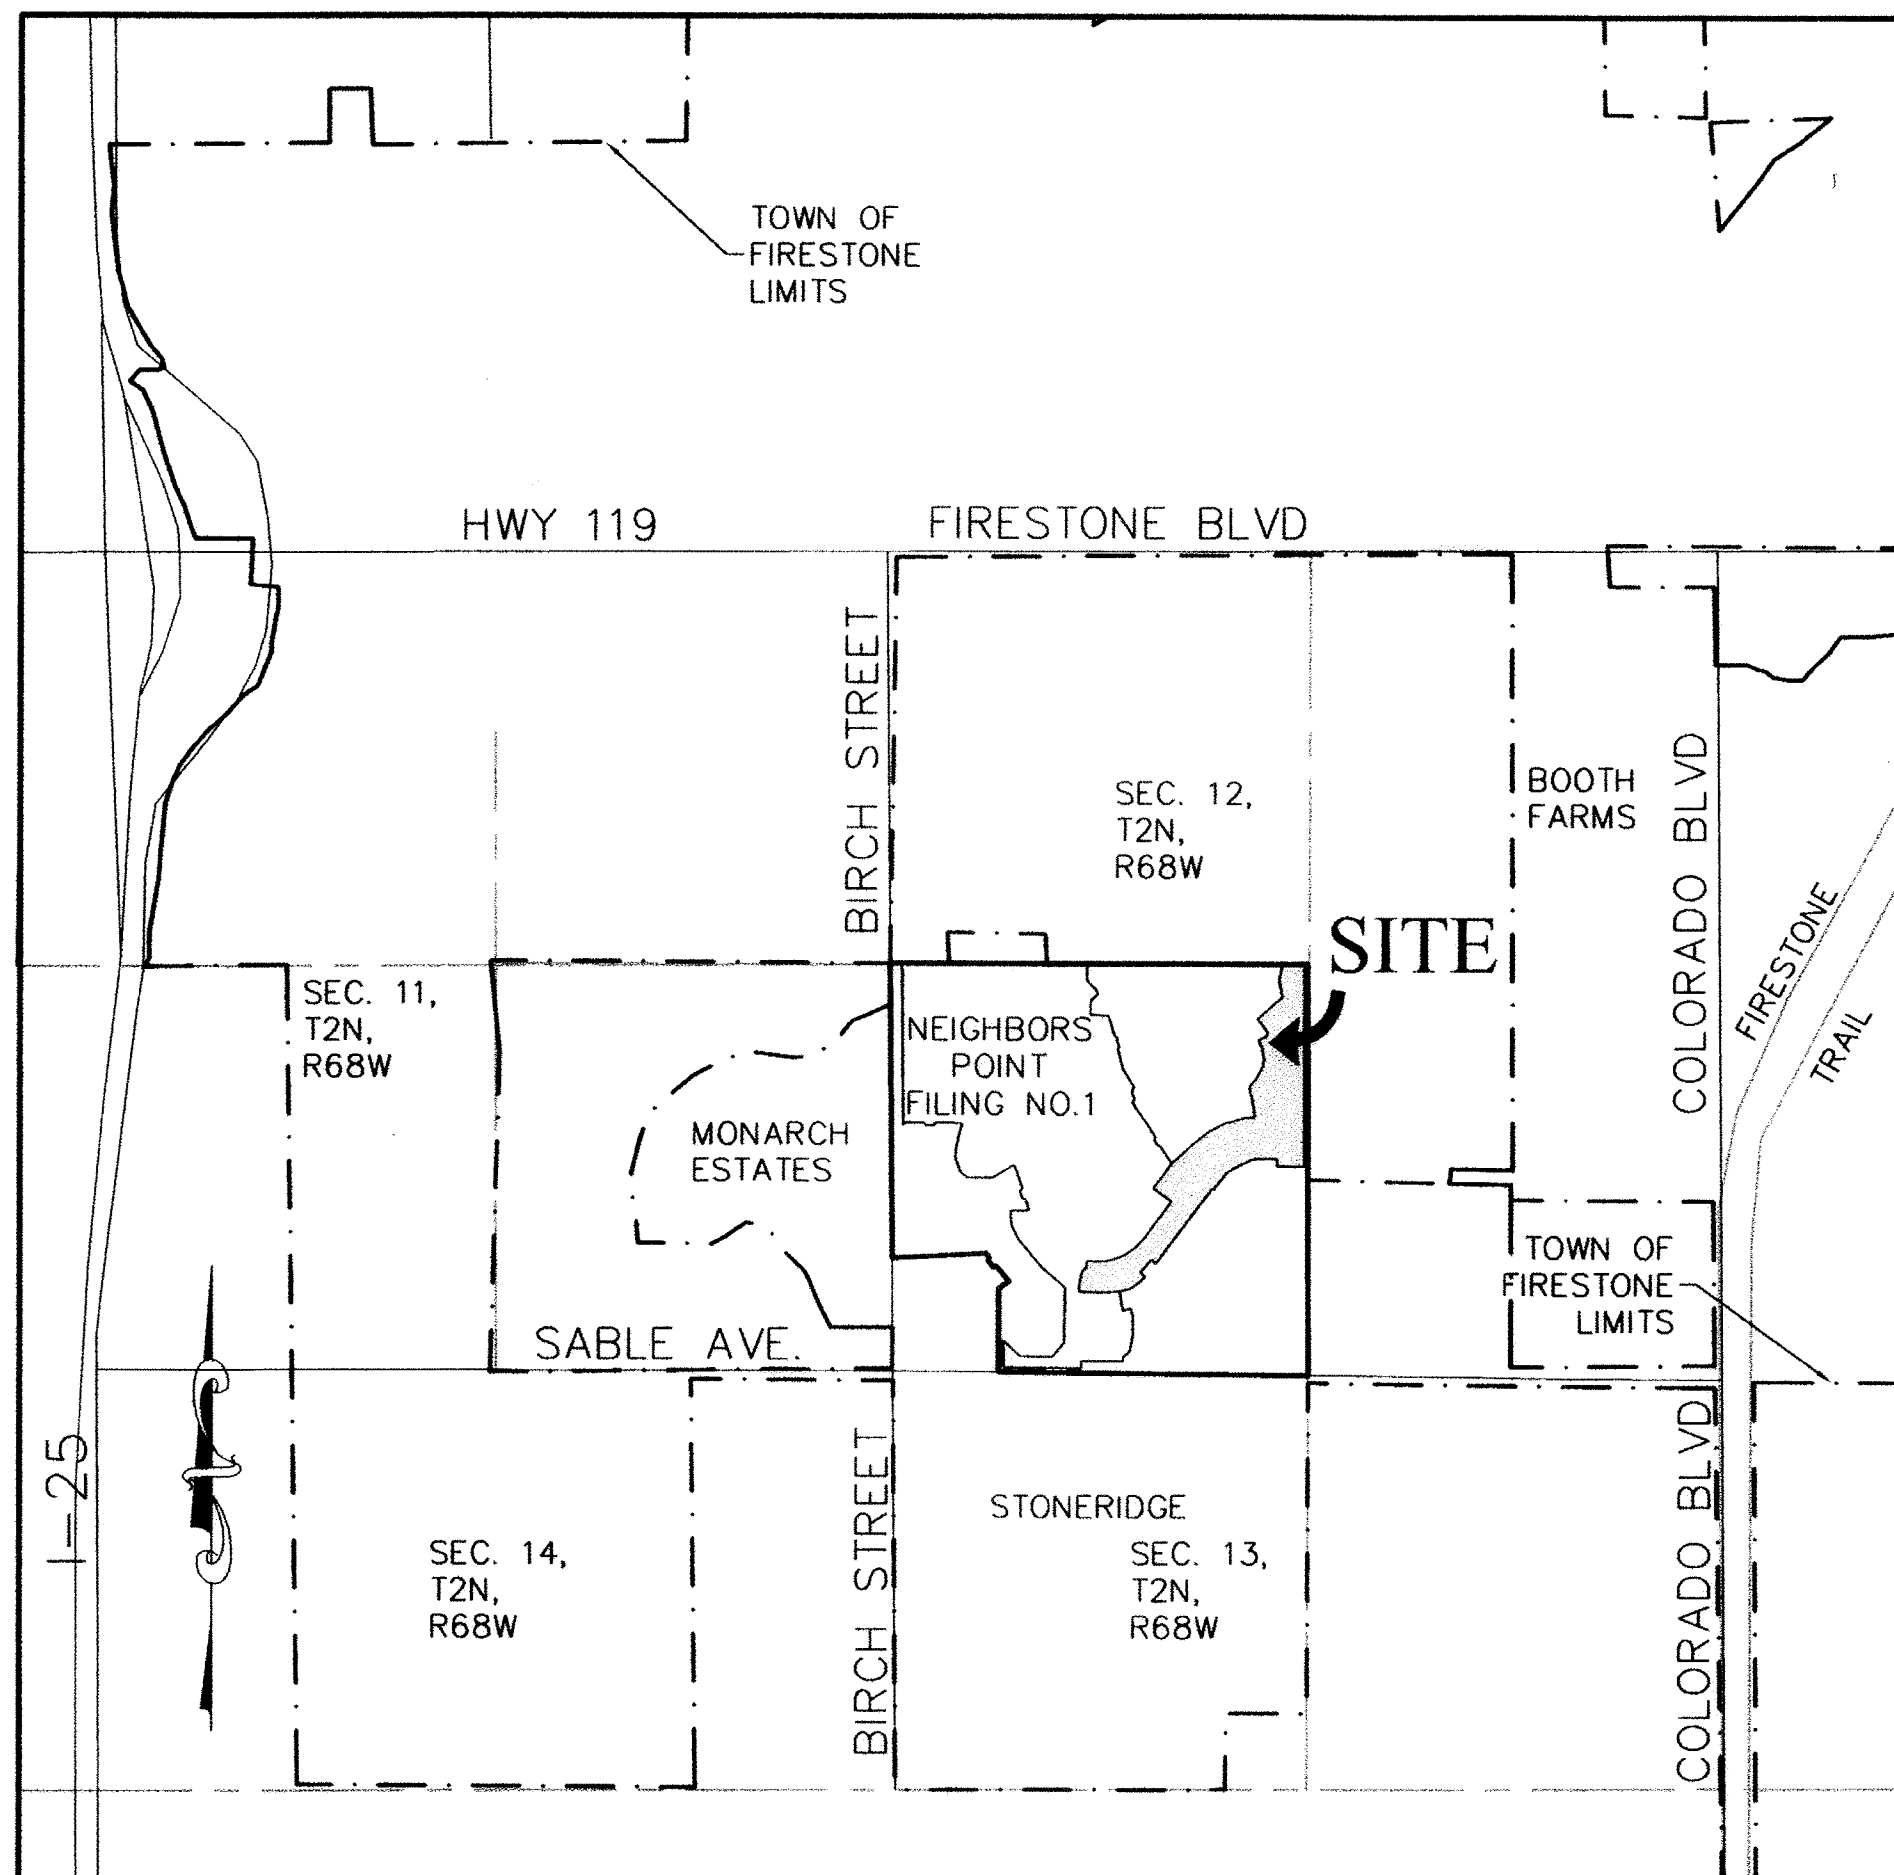 TOWN OF
FIRESTONE
LIMITS
HWY 119
FIRESTONE BLVD
BIRCH STREET
SEC. 12,
T2N,
R68W
BOOTH
FARMS
COLORADO BLVD
FIRESTONE
TRAIL
SITE
SEC. 11,
T2N,
R68W
NEIGHBORS
POINT
FILING NO.1
MONARCH
ESTATES
TOWN OF
FIRESTONE
LIMITS
SABLE AVE.
I-25
BIRCH STREET
STONERIDGE
SEC. 14,
T2N,
R68W
SEC. 13,
T2N,
R68W
COLORADO BLVD